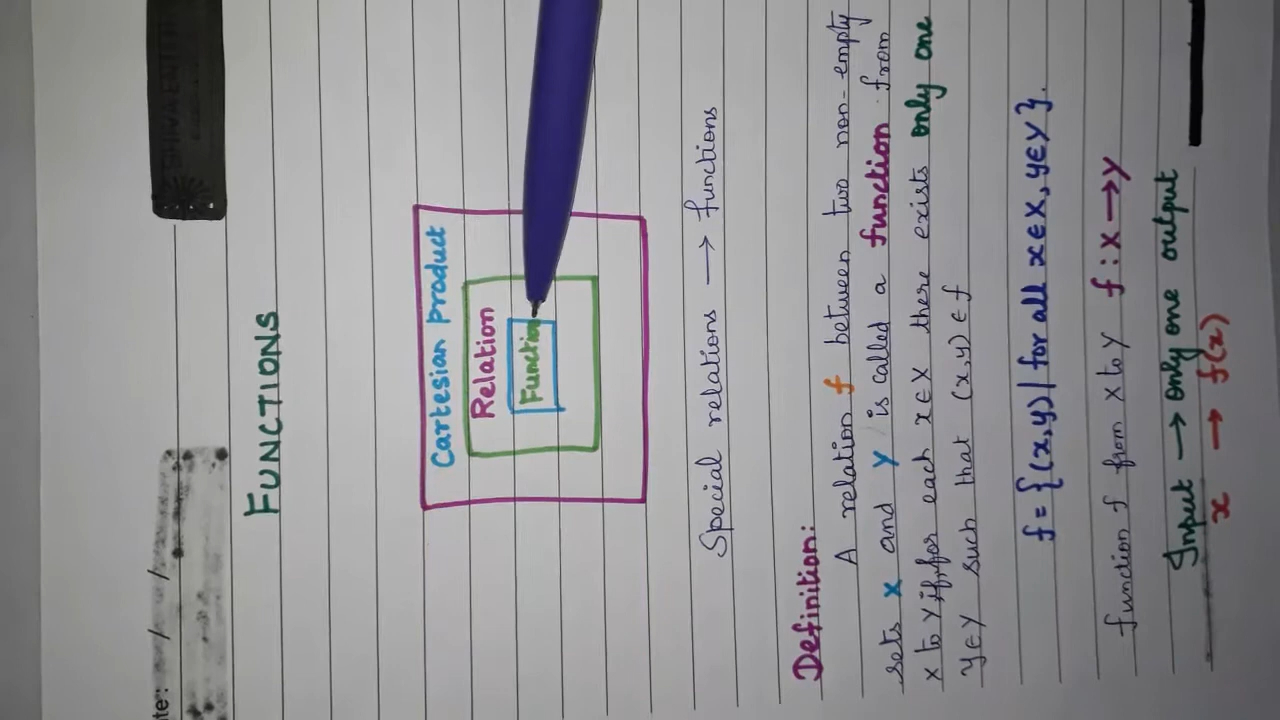 te: / /
FUNCTIONS
Cartesian product
Relation
Function
Special relations → functions
Definition:
A relation f between two non-empty
sets X and Y is called a function from
X to Y if for each x∈X there exists only one
y∈Y such that (x,y) ∈ f
f = {(x,y) | for all x∈X, y∈Y}.
function f from X to Y f : X → Y
Input → only one output
x → f(x)